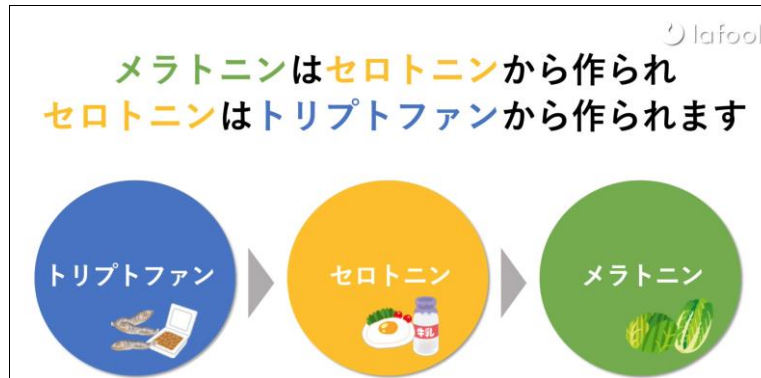 lafool
メラトニンはセロトニンから作られ
セロトニンはトリプトファンから作られます
トリプトファン
セロトニン
メラトニン
牛乳